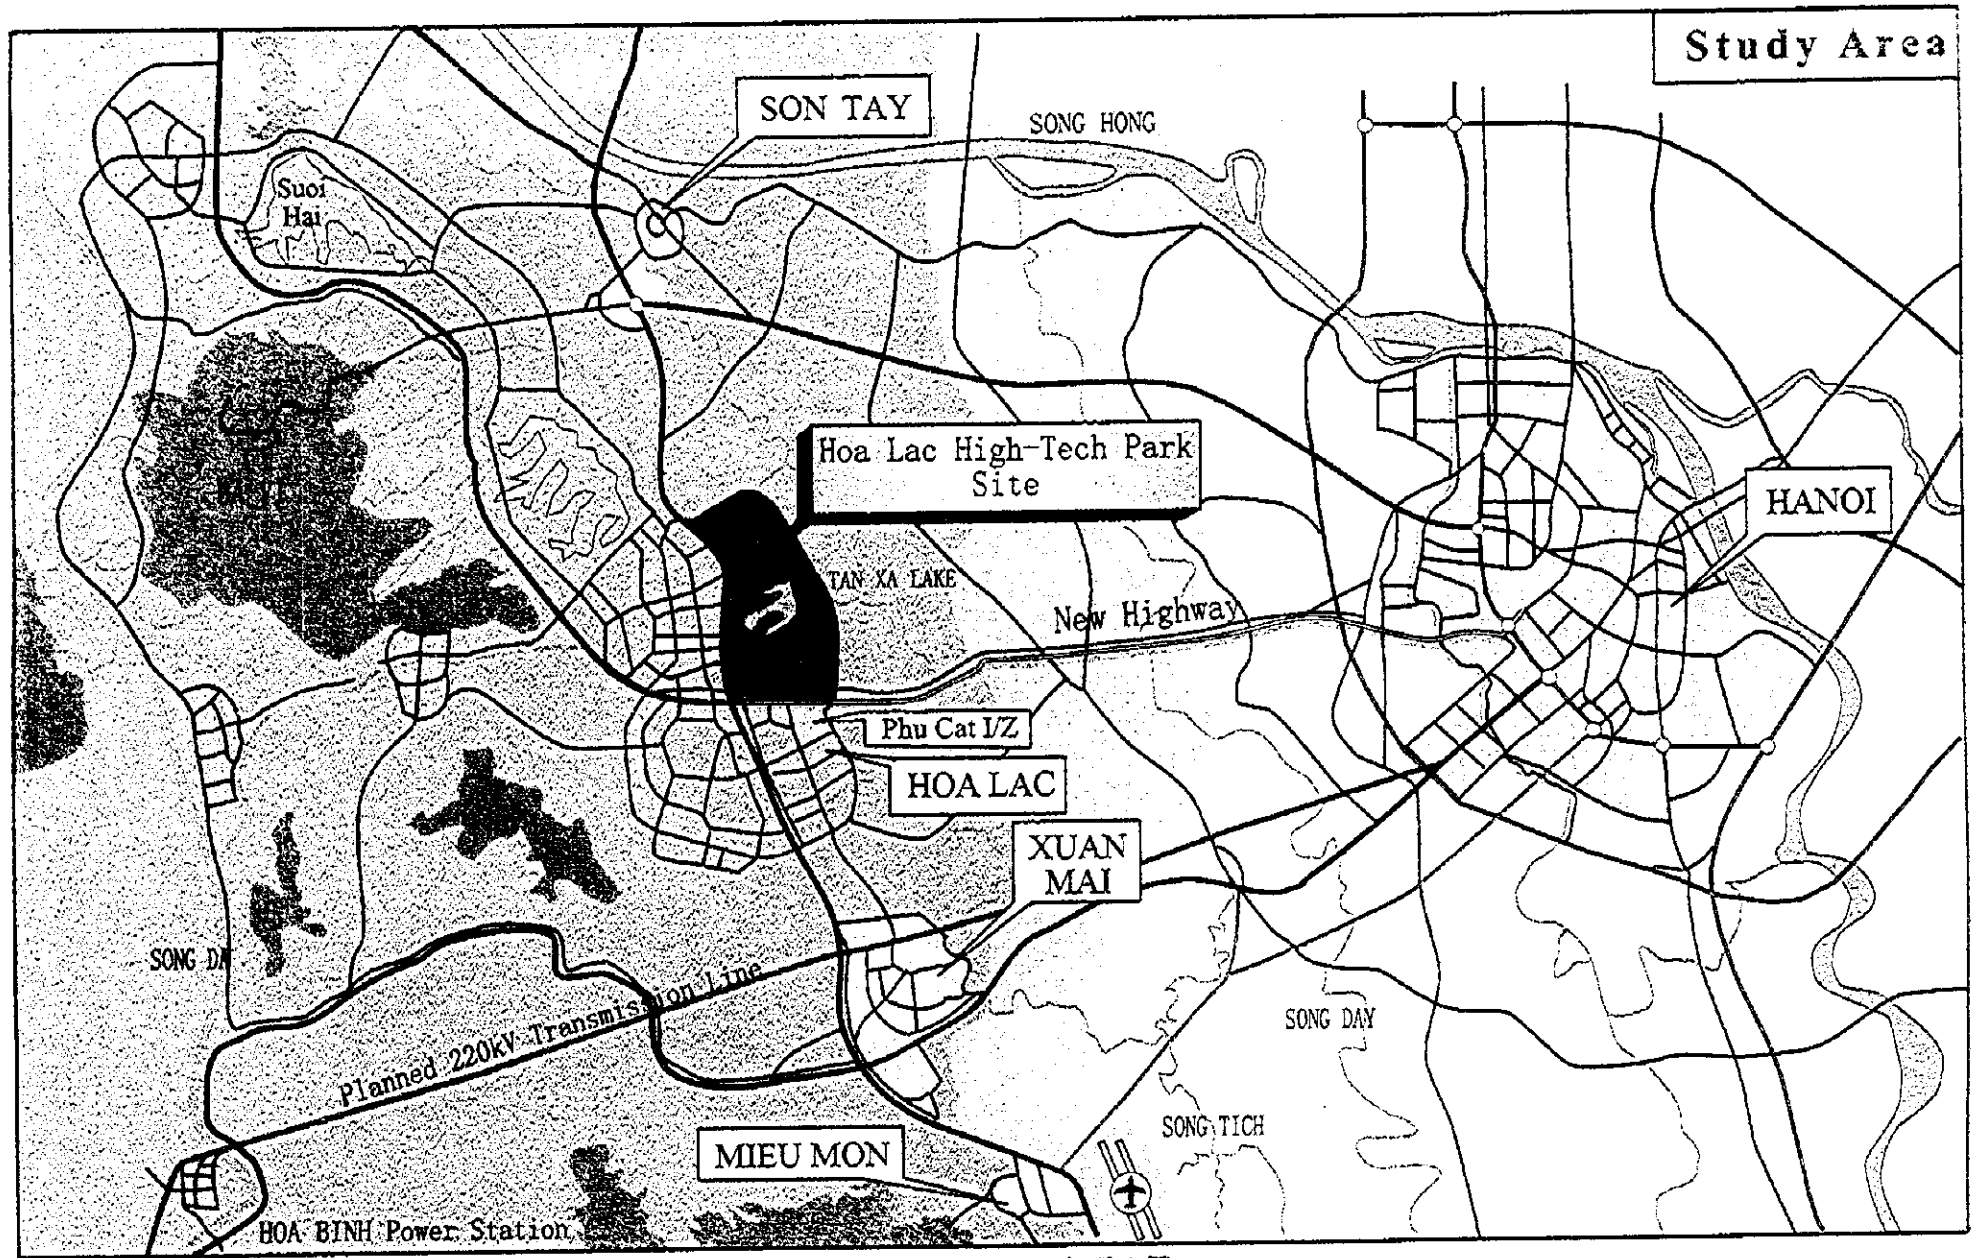 Study Area
SON TAY
SONG HONG
Suoi
Hai
Hoa Lac High-Tech Park
Site
HANOI
TAN XA LAKE
New Highway
Phu Cat I/Z
HOA LAC
XUAN
MAI
SONG DA
Planned 220kV Transmission Line
SONG DAY
SONG TICH
MIEU MON
HOA BINH Power Station